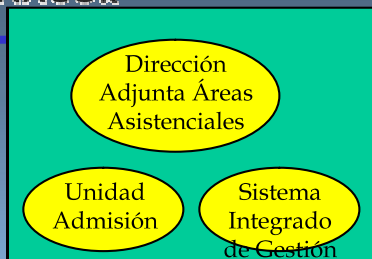 Dirección
Adjunta Áreas
Asistenciales
Unidad
Admisión
Sistema
Integrado
de Gestión